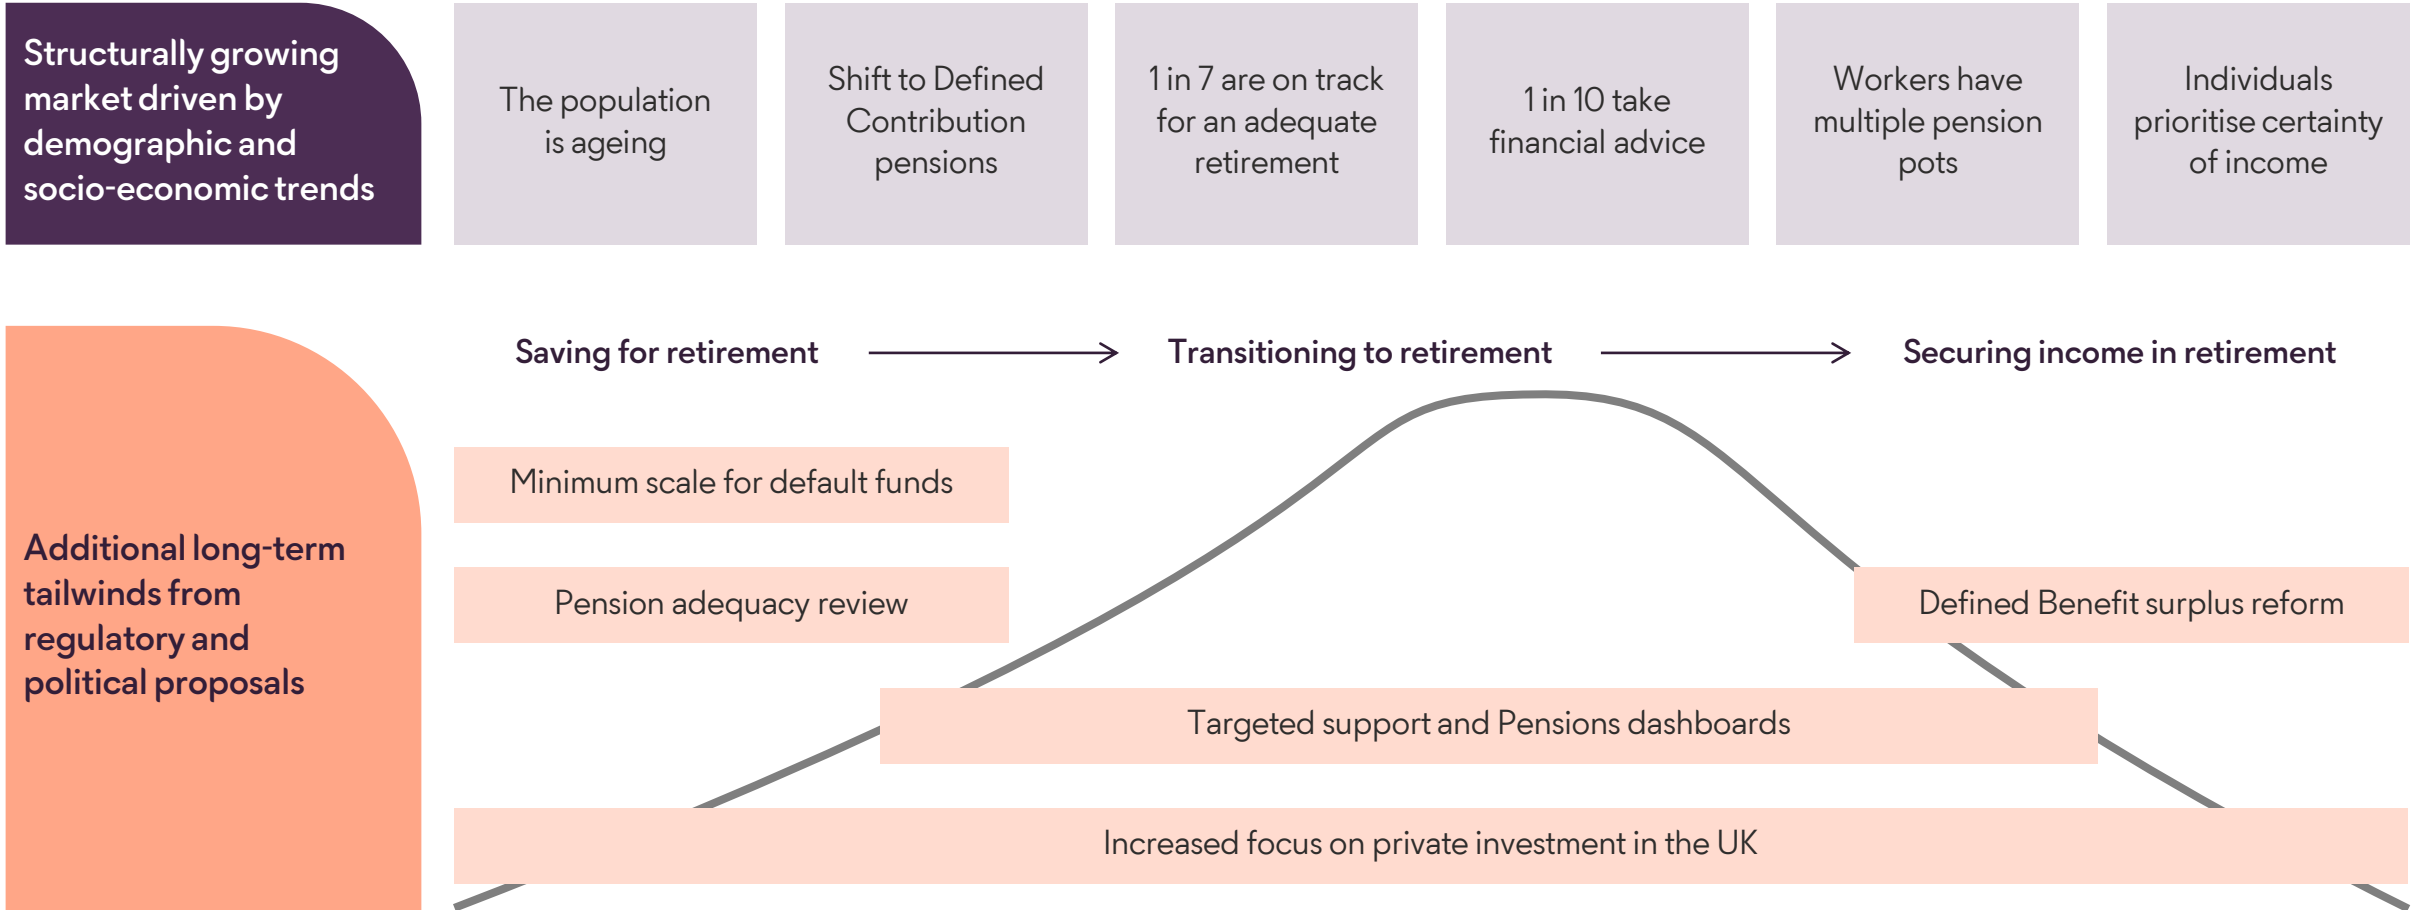 Structurally growing
market driven by
demographic and
socio-economic trends
The population
is ageing
Shift to Defined
Contribution
pensions
1 in 7 are on track
for an adequate
retirement
1 in 10 take
financial advice
Workers have
multiple pension
pots
Individuals
prioritise certainty
of income
Additional long-term
tailwinds from
regulatory and
political proposals
Saving for retirement
Transitioning to retirement
Securing income in retirement
Minimum scale for default funds
Pension adequacy review
Defined Benefit surplus reform
Targeted support and Pensions dashboards
Increased focus on private investment in the UK